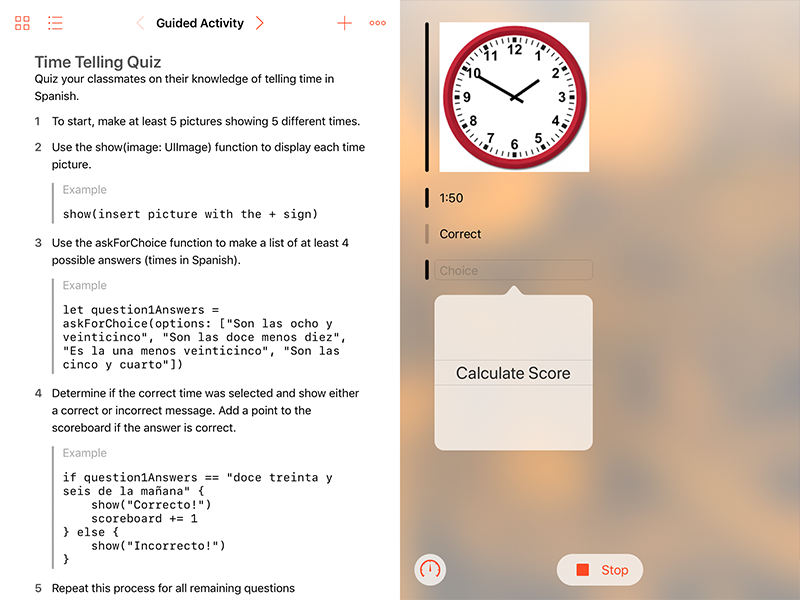 Guided Activity
Time Telling Quiz
Quiz your classmates on their knowledge of telling time in
Spanish.
1 To start, make at least 5 pictures showing 5 different times.
2 Use the show(image: UIImage) function to display each time
picture.
Example
show(insert picture with the + sign)
3 Use the askForChoice function to make a list of at least 4
possible answers (times in Spanish).
Example
let question1Answers =
askForChoice(options: ["Son las ocho y
veinticinco", "Son las doce menos diez",
"Es la una menos veinticinco", "Son las
cinco y cuarto"])
4 Determine if the correct time was selected and show either
a correct or incorrect message. Add a point to the
scoreboard if the answer is correct.
Example
if question1Answers == "doce treinta y
seis de la mañana" {
show("Correcto!")
scoreboard += 1
} else {
show("Incorrecto!")
}
5 Repeat this process for all remaining questions
12
1
2
3
4
5
6
7
8
9
10
11
1:50
Correct
Choice
Calculate Score
Stop